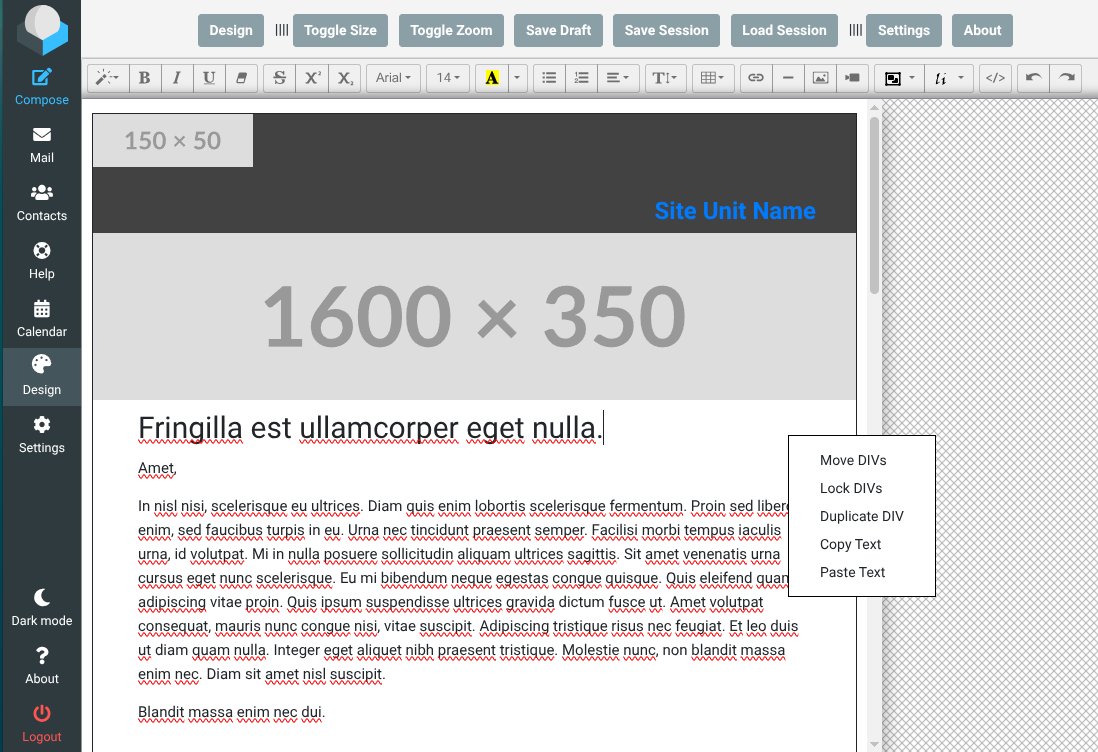 Design Toggle Size Toggle Zoom Save Draft Save Session Load Session Settings About
B I U S X² X₂ Arial 14 A T </>
Compose
Mail
Contacts
Help
Calendar
Design
Settings
Dark mode
About
Logout
150 × 50
Site Unit Name
1600 × 350
Fringilla est ullamcorper eget nulla.
Amet,
In nisl nisi, scelerisque eu ultrices. Diam quis enim lobortis scelerisque fermentum. Proin sed liber
enim, sed faucibus turpis in eu. Urna nec tincidunt praesent semper. Facilisi morbi tempus iaculis
urna, id volutpat. Mi in nulla posuere sollicitudin aliquam ultrices sagittis. Sit amet venenatis urna
cursus eget nunc scelerisque. Eu mi bibendum neque egestas congue quisque. Quis eleifend quan
adipiscing vitae proin. Quis ipsum suspendisse ultrices gravida dictum fusce ut. Amet volutpat
consequat, mauris nunc congue nisi, vitae suscipit. Adipiscing tristique risus nec feugiat. Et leo duis
ut diam quam nulla. Integer eget aliquet nibh praesent tristique. Molestie nunc, non blandit massa
enim nec. Diam sit amet nisl suscipit.
Blandit massa enim nec dui.
Move DIVs
Lock DIVs
Duplicate DIV
Copy Text
Paste Text